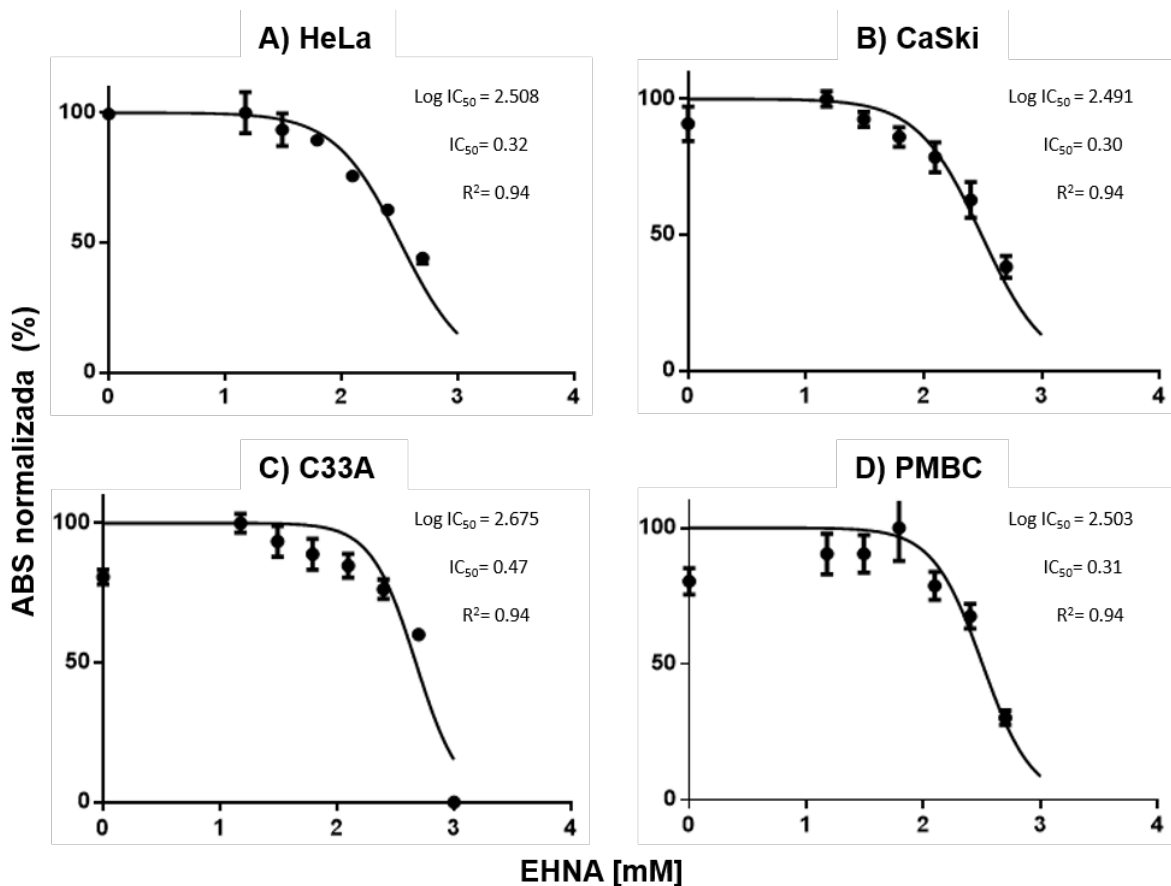 A) HeLa
Log IC₅₀ = 2.508
IC₅₀= 0.32
R²= 0.94
100
50
0
0 1 2 3 4
B) CaSki
Log IC₅₀ = 2.491
IC₅₀= 0.30
R²= 0.94
100
50
0
0 1 2 3 4
ABS normalizada (%)
C) C33A
Log IC₅₀ = 2.675
IC₅₀= 0.47
R²= 0.94
100
50
0
0 1 2 3 4
D) PMBC
Log IC₅₀ = 2.503
IC₅₀= 0.31
R²= 0.94
100
50
0
0 1 2 3 4
EHNA [mM]